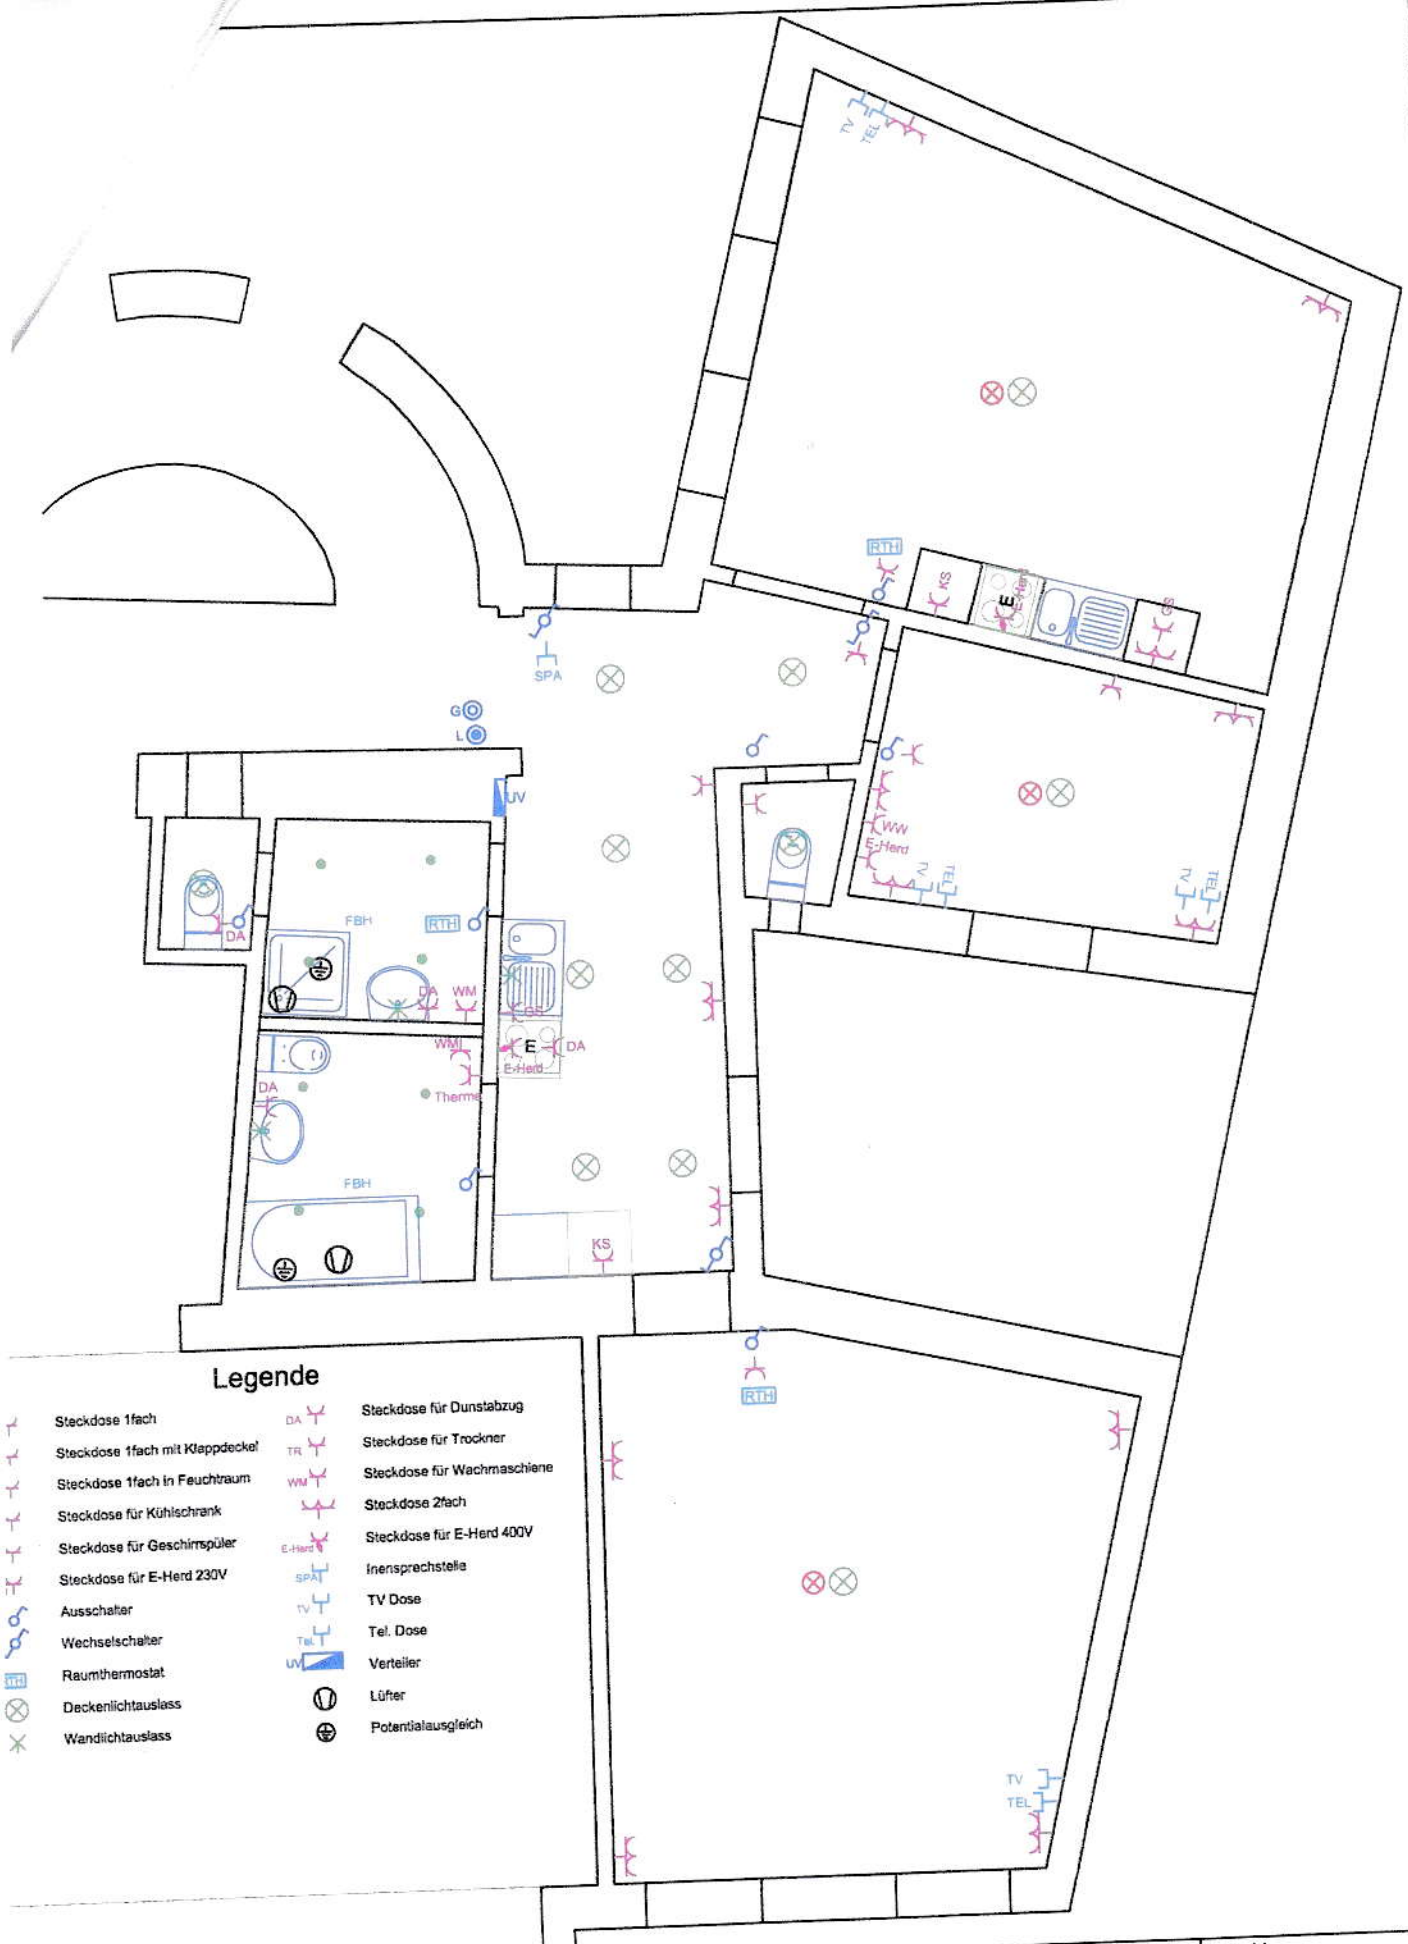 TV
TEL
RTH
KS
E
E-Herd
GS
SPA
G
L
UV
WW
E-Herd
TV
TEL
TV
TEL
FBH
RTH
DA
DA
WM
GS
E
DA
E-Herd
WM
Therme
DA
FBH
KS
RTH
TV
TEL
Legende
Steckdose 1fach
Steckdose 1fach mit Klappdeckel
Steckdose 1fach in Feuchtraum
Steckdose für Kühlschrank
Steckdose für Geschirrspüler
Steckdose für E-Herd 230V
Ausschalter
Wechselschalter
TH Raumthermostat
Deckenlichtauslass
Wandlichtauslass
DA Steckdose für Dunstabzug
TR Steckdose für Trockner
WM Steckdose für Wachmaschiene
Steckdose 2fach
E-Herd Steckdose für E-Herd 400V
SPA Inensprechstelle
TV TV Dose
Tel. Tel. Dose
UV Verteiler
Lüfter
Potentialausgleich